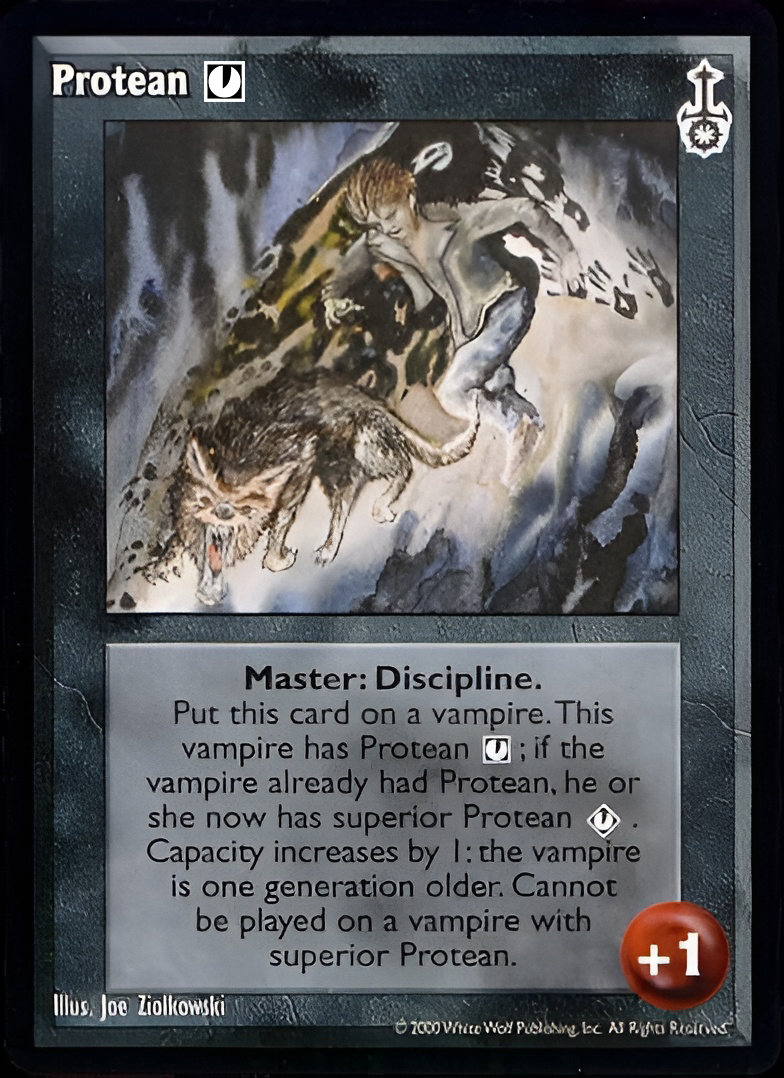 Protean
Master: Discipline.
Put this card on a vampire. This
vampire has Protean ; if the
vampire already had Protean, he or
she now has superior Protean .
Capacity increases by 1: the vampire
is one generation older. Cannot
be played on a vampire with
superior Protean.
+1
Illus. Joe Ziolkowski
© 2000 White Wolf Publishing, Inc. All Rights Reserved.